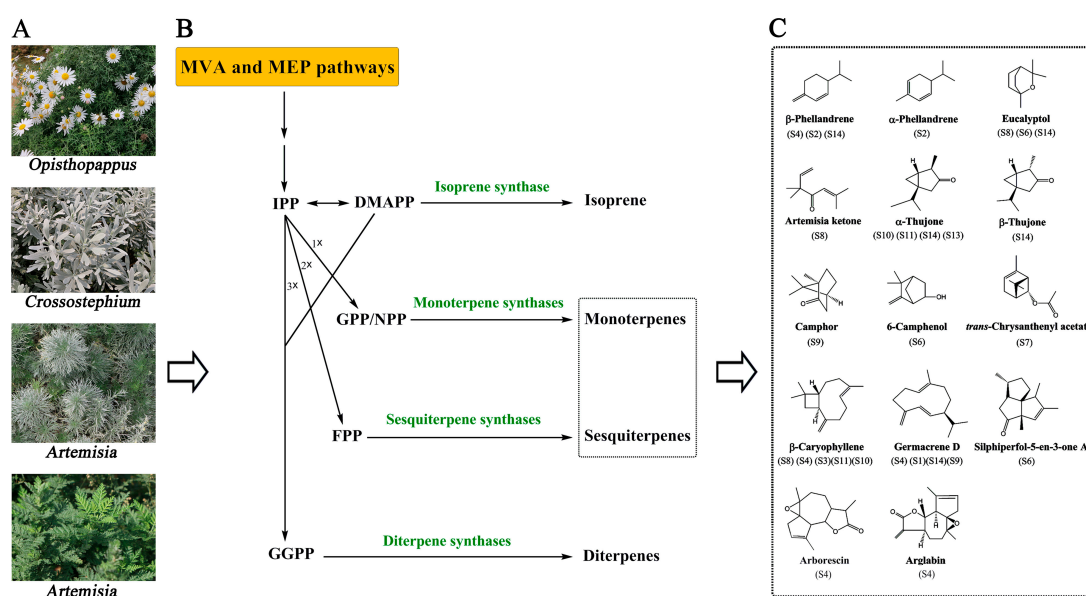 A
Opisthopappus
Crossostephium
Artemisia
Artemisia
B
MVA and MEP pathways
Isoprene synthase
IPP
DMAPP
Isoprene
1x
2x
3x
Monoterpene synthases
GPP/NPP
Monoterpenes
Sesquiterpene synthases
FPP
Sesquiterpenes
Diterpene synthases
GGPP
Diterpenes
C
O
β-Phellandrene
α-Phellandrene
Eucalyptol
(S4) (S2) (S14)
(S2)
(S8) (S6) (S14)
H
H
O
O
O
Artemisia ketone
α-Thujone
β-Thujone
(S8)
(S10) (S11) (S14) (S13)
(S14)
O
H
OH
O
O
Camphor
6-Camphenol
trans-Chrysanthenyl acetat
(S9)
(S6)
(S7)
H
H
O
β-Caryophyllene
Germacrene D
Silphiperfol-5-en-3-one A
(S8) (S4) (S3)(S11)(S10)
(S4) (S1)(S14)(S9)
(S6)
O
O
O
H
O
O
H
H
O
Arborescin
Arglabin
(S4)
(S4)